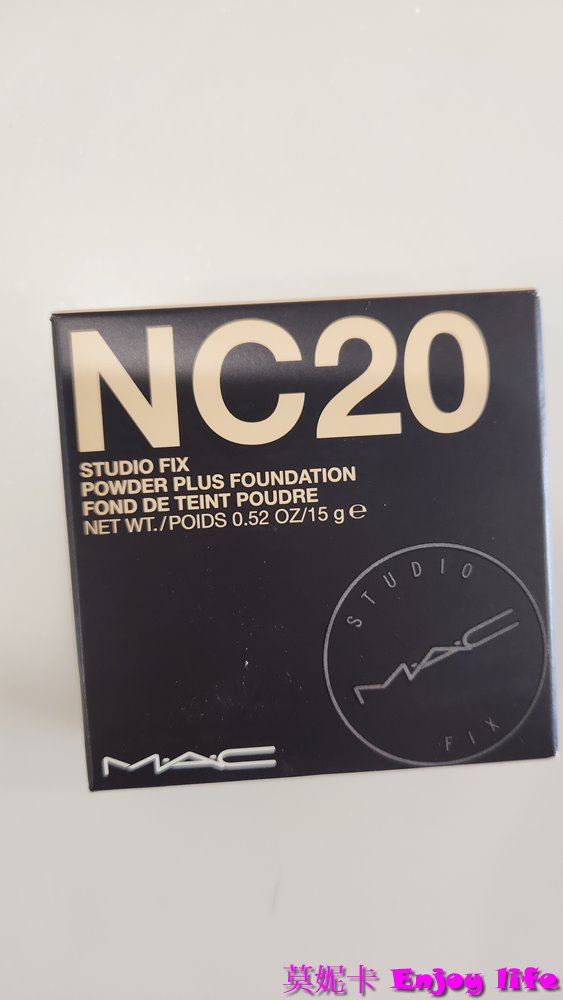 NC20
STUDIO FIX
POWDER PLUS FOUNDATION
FOND DE TEINT POUDRE
NET WT./POIDS 0.52 OZ/15 g ℮
STUDIO
M·A·C
FIX
M·A·C
莫妮卡 Enjoy life